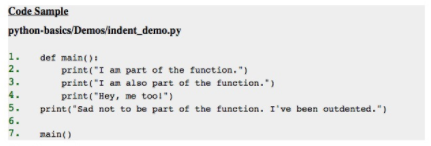 Code Sample
python-basics/Demos/indent_demo.py
1. def main():
2. print("I am part of the function.")
3. print("I am also part of the function.")
4. print("Hey, me too!")
5. print("Sad not to be part of the function. I've been outdented.")
6.
7. main()